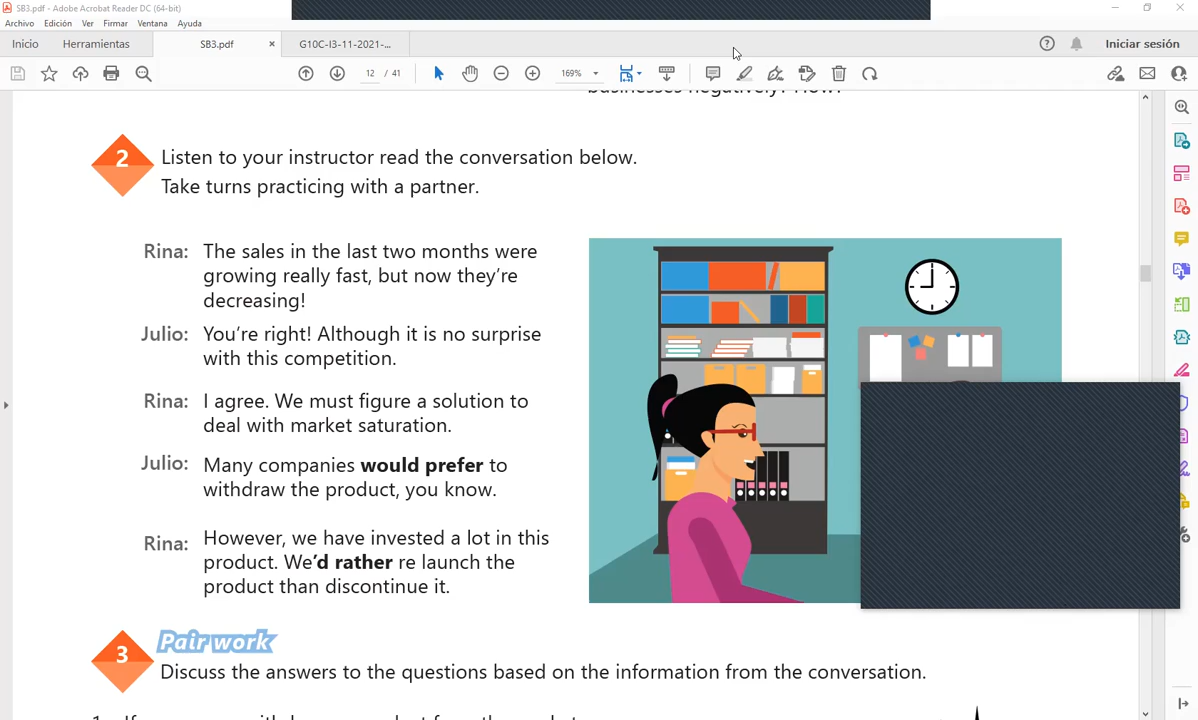 SB3.pdf - Adobe Acrobat Reader DC (64-bit)
Archivo Edición Ver Firmar Ventana Ayuda
Inicio Herramientas SB3.pdf × G10C-I3-11-2021-... Iniciar sesión
12 / 41 169%
businesses negatively? How?
2 Listen to your instructor read the conversation below.
Take turns practicing with a partner.
Rina: The sales in the last two months were
growing really fast, but now they're
decreasing!
Julio: You're right! Although it is no surprise
with this competition.
Rina: I agree. We must figure a solution to
deal with market saturation.
Julio: Many companies would prefer to
withdraw the product, you know.
Rina: However, we have invested a lot in this
product. We'd rather re launch the
product than discontinue it.
3 Pair work
Discuss the answers to the questions based on the information from the conversation.